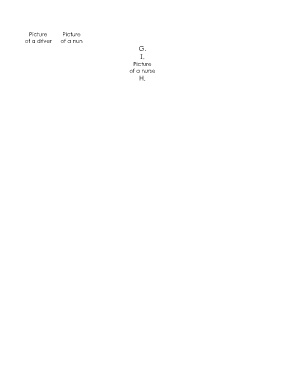 Picture
of a driver
Picture
of a nun
G.
I.
Picture
of a nurse
H.